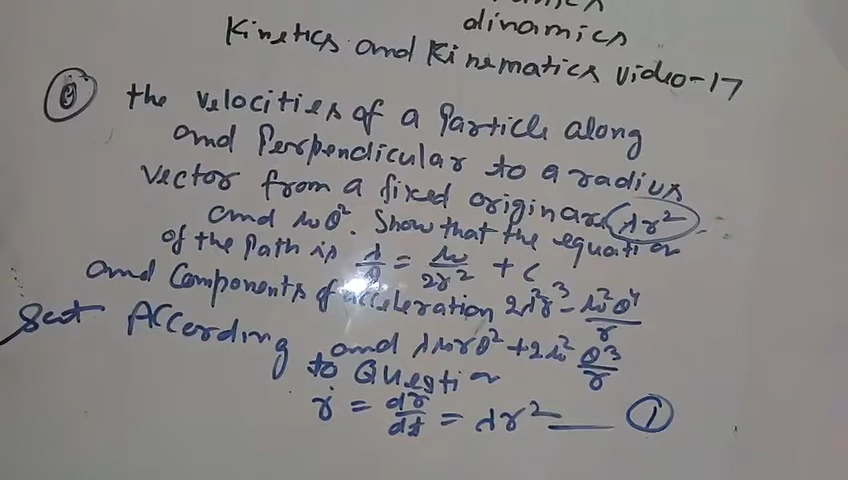 dinamics
Kinetics and Kinematics video-17
Q the velocities of a Particle along
and Perpendicular to a radius
vector from a fixed origin are λr²
and μθ². Show that the equation
of the Path is λ/θ = μ/2r² + c
and Components of acceleration 2λ²r³ - μ²θ⁴/r
and λμrθ² + 2μ² θ³/r
According
to Question
ṙ = dr/dt = λr² — ①